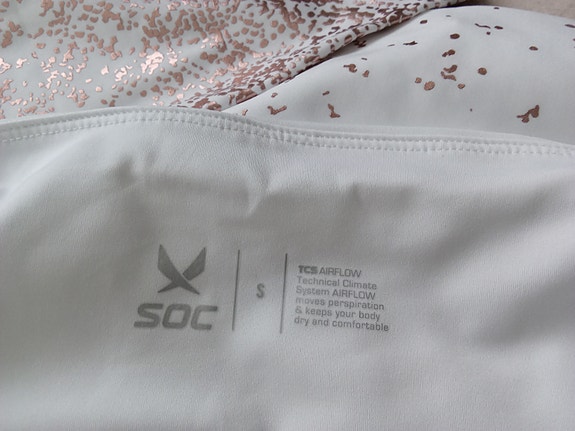 SOC
S
TCS AIRFLOW
Technical Climate
System AIRFLOW
moves perspiration
& keeps your body
dry and comfortable